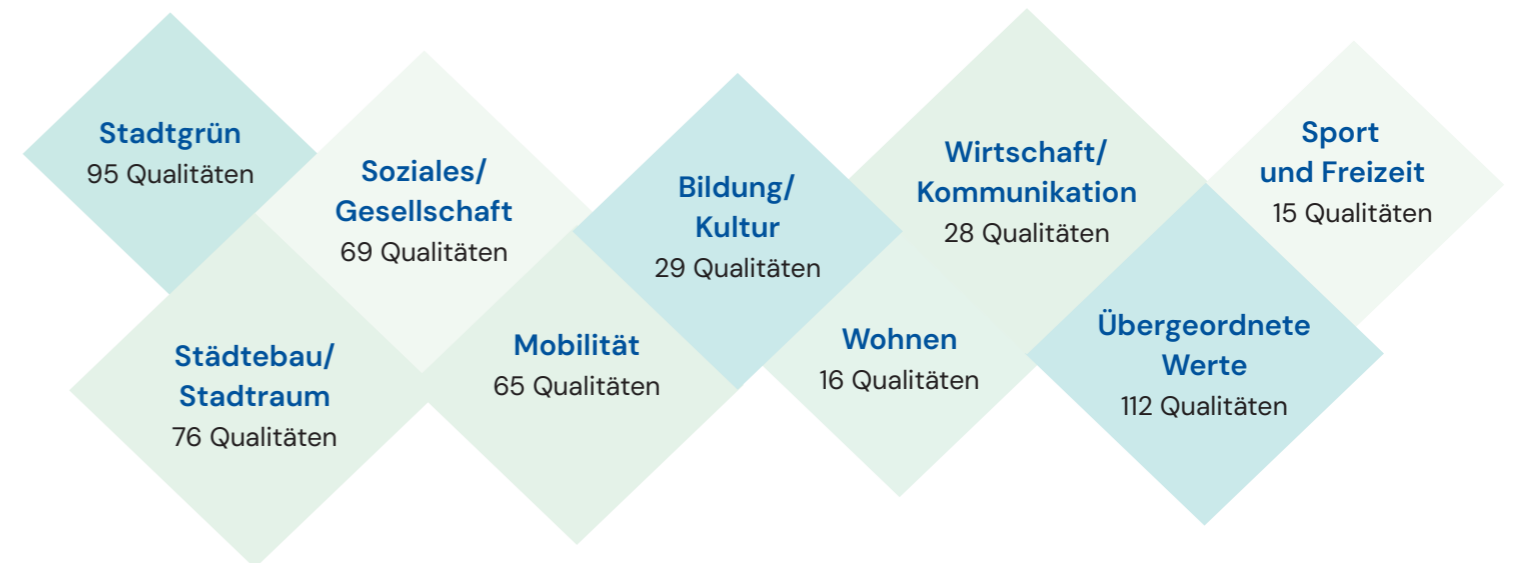 Stadtgrün
95 Qualitäten
Soziales/
Gesellschaft
69 Qualitäten
Bildung/
Kultur
29 Qualitäten
Wirtschaft/
Kommunikation
28 Qualitäten
Sport
und Freizeit
15 Qualitäten
Städtebau/
Stadtraum
76 Qualitäten
Mobilität
65 Qualitäten
Wohnen
16 Qualitäten
Übergeordnete
Werte
112 Qualitäten